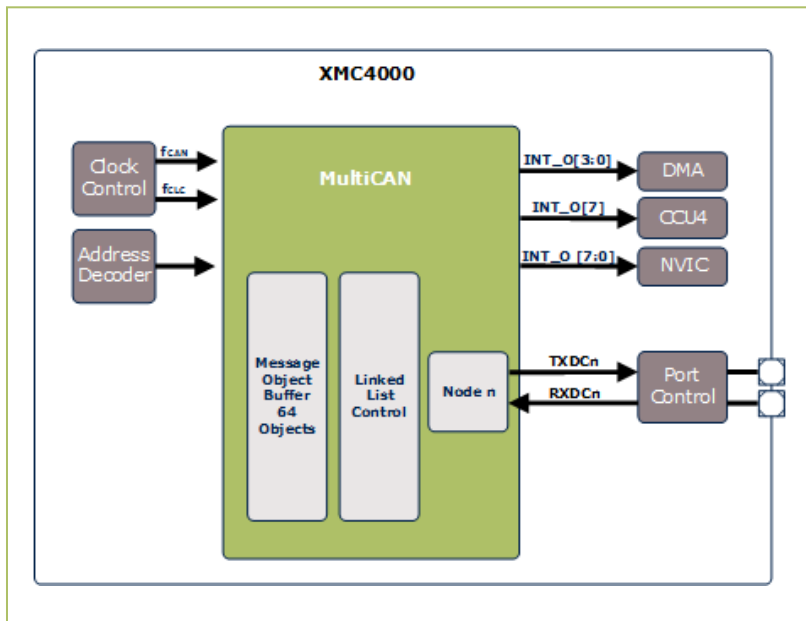 XMC4000
Clock
Control
fCAN
fCLC
Address
Decoder
MultiCAN
Message
Object
Buffer
64
Objects
Linked
List
Control
Node n
INT_O[3:0]
DMA
INT_O[7]
CCU4
INT_O [7:0]
NVIC
TXDCn
RXDCn
Port
Control